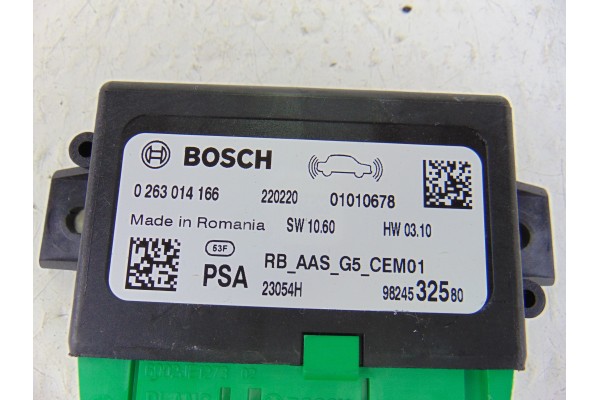 BOSCH
0 263 014 166 220220 01010678
Made in Romania SW 10.60 HW 03.10
53F
PSA RB_AAS_G5_CEM01
23054H 98245 325 80